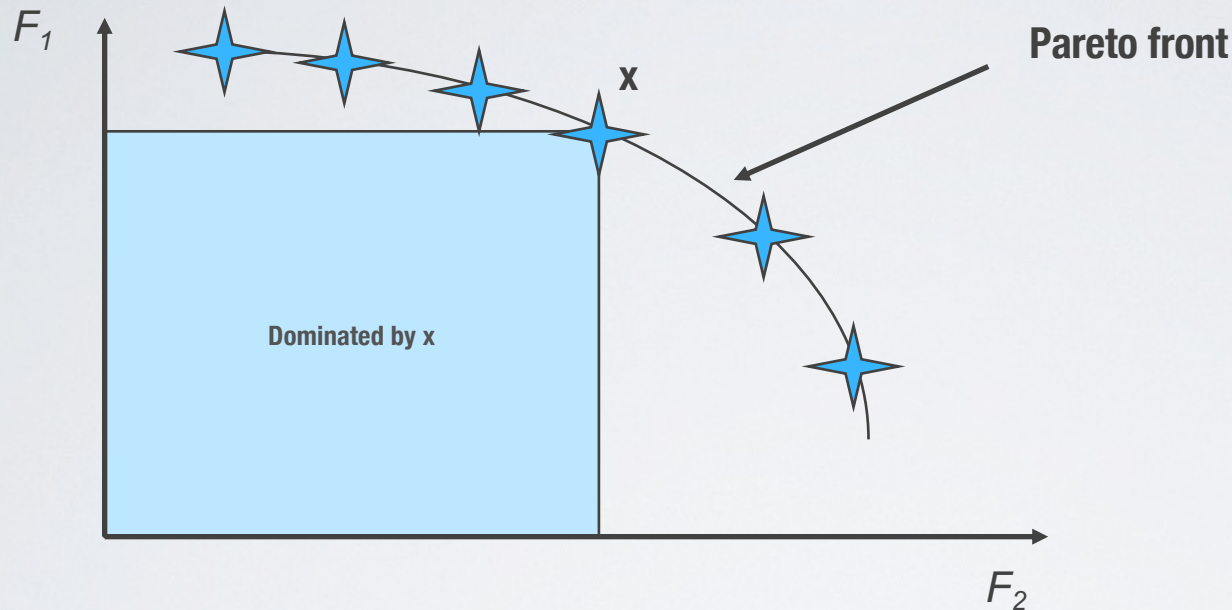 F₁
Pareto front
x
Dominated by x
F₂